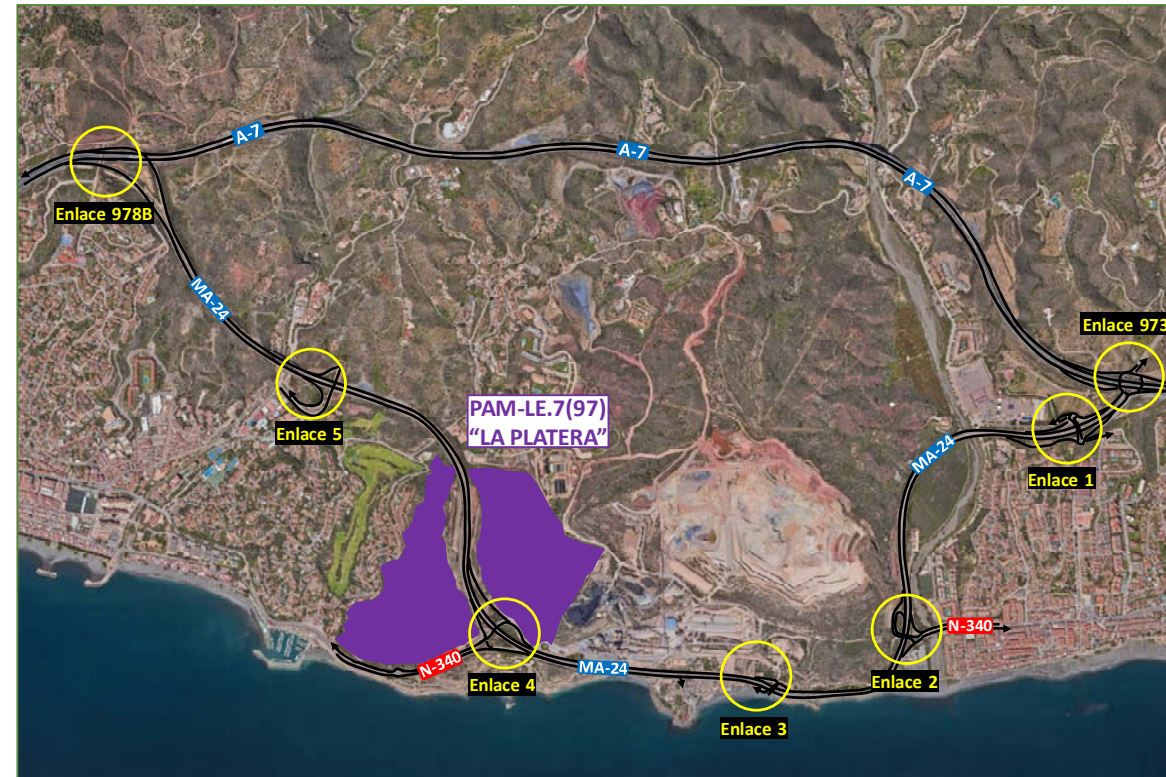 A-7
A-7
A-7
Enlace 978B
MA-24
Enlace 973
Enlace 5
PAM-LE.7(97)
“LA PLATERA”
MA-24
Enlace 1
N-340
N-340
MA-24
Enlace 4
Enlace 2
Enlace 3